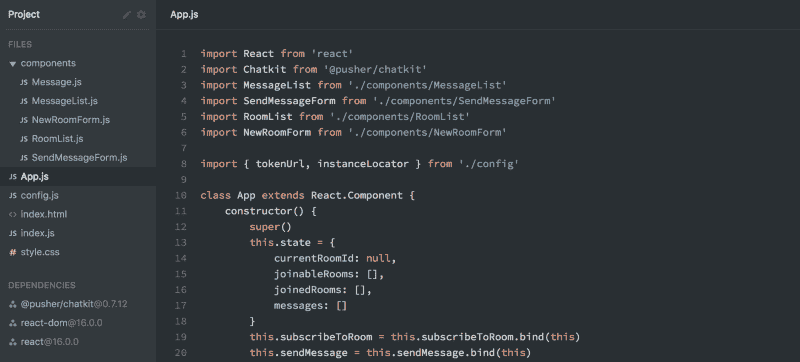 Project
FILES
components
JS Message.js
JS MessageList.js
JS NewRoomForm.js
JS RoomList.js
JS SendMessageForm.js
JS App.js
JS config.js
<> index.html
JS index.js
# style.css
DEPENDENCIES
@pusher/chatkit@0.7.12
react-dom@16.0.0
react@16.0.0
App.js
1 import React from 'react'
2 import Chatkit from '@pusher/chatkit'
3 import MessageList from './components/MessageList'
4 import SendMessageForm from './components/SendMessageForm'
5 import RoomList from './components/RoomList'
6 import NewRoomForm from './components/NewRoomForm'
7
8 import { tokenUrl, instanceLocator } from './config'
9
10 class App extends React.Component {
11     constructor() {
12         super()
13         this.state = {
14             currentRoomId: null,
15             joinableRooms: [],
16             joinedRooms: [],
17             messages: []
18         }
19         this.subscribeToRoom = this.subscribeToRoom.bind(this)
20         this.sendMessage = this.sendMessage.bind(this)